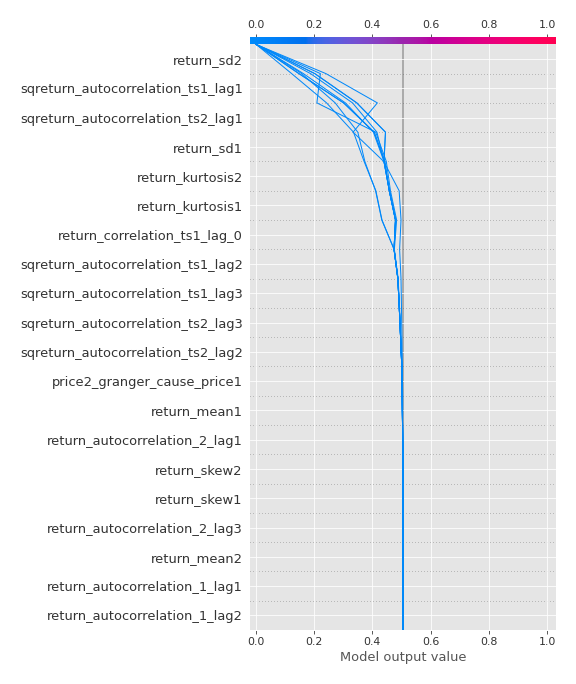 0.0 0.2 0.4 0.6 0.8 1.0
return_sd2
sqreturn_autocorrelation_ts1_lag1
sqreturn_autocorrelation_ts2_lag1
return_sd1
return_kurtosis2
return_kurtosis1
return_correlation_ts1_lag_0
sqreturn_autocorrelation_ts1_lag2
sqreturn_autocorrelation_ts1_lag3
sqreturn_autocorrelation_ts2_lag3
sqreturn_autocorrelation_ts2_lag2
price2_granger_cause_price1
return_mean1
return_autocorrelation_2_lag1
return_skew2
return_skew1
return_autocorrelation_2_lag3
return_mean2
return_autocorrelation_1_lag1
return_autocorrelation_1_lag2
0.0 0.2 0.4 0.6 0.8 1.0
Model output value